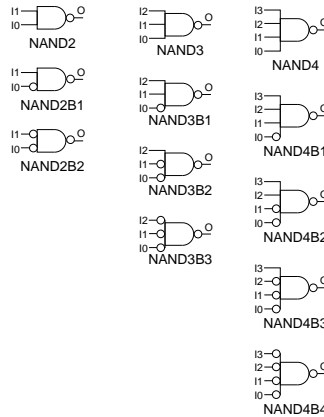 I2
I3
I1
O
I2
O
I1
O
I1
I0
I0
I0
NAND2
NAND3
NAND4
I1
O
I2
O
I3
O
I0
I1
I2
NAND2B1
I0
I1
NAND3B1
I0
NAND4B1
I1
O
I2
O
I3
O
I0
I1
I2
NAND2B2
I0
I1
NAND3B2
I0
NAND4B2
I2
O
I3
O
I1
I2
I0
I1
NAND3B3
I0
NAND4B3
I3
O
I2
I1
I0
NAND4B4